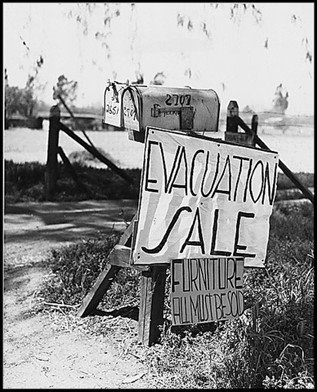 2707
EVACUATION
SALE
FURNITURE
ALL MUST BE SOLD